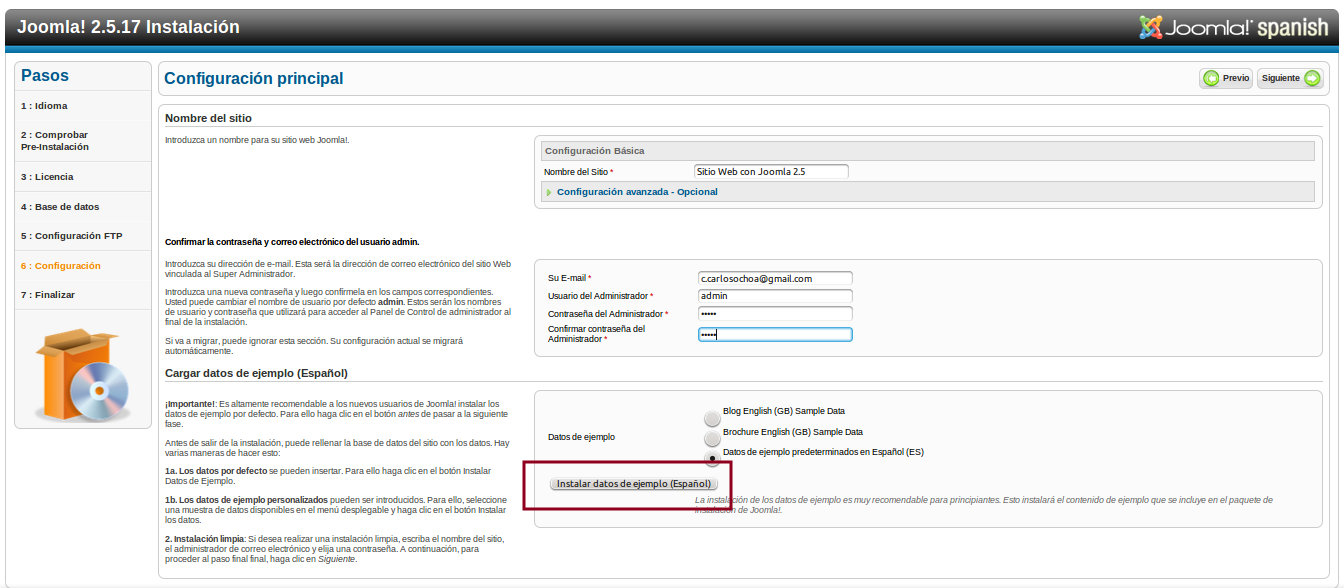 Joomla! 2.5.17 Instalación
Joomla! spanish
Pasos
1 : Idioma
2 : Comprobar
Pre-Instalación
3 : Licencia
4 : Base de datos
5 : Configuración FTP
6 : Configuración
7 : Finalizar
Configuración principal
Previo
Siguiente
Nombre del sitio
Introduzca un nombre para su sitio web Joomla!.
Configuración Básica
Nombre del Sitio * Sitio Web con Joomla 2.5
Configuración avanzada - Opcional
Confirmar la contraseña y correo electrónico del usuario admin.
Introduzca su dirección de e-mail. Esta será la dirección de correo electrónico del sitio Web
vinculada al Super Administrador.
Introduzca una nueva contraseña y luego confírmela en los campos correspondientes.
Usted puede cambiar el nombre de usuario por defecto admin. Estos serán los nombres
de usuario y contraseña que utilizará para acceder al Panel de Control de administrador al
final de la instalación.
Si va a migrar, puede ignorar esta sección. Su configuración actual se migrará
automáticamente.
Su E-mail * c.carlosochoa@gmail.com
Usuario del Administrador * admin
Contraseña del Administrador * •••••
Confirmar contraseña del
Administrador * •••••
Cargar datos de ejemplo (Español)
¡Importante!: Es altamente recomendable a los nuevos usuarios de Joomla! instalar los
datos de ejemplo por defecto. Para ello haga clic en el botón antes de pasar a la siguiente
fase.
Antes de salir de la instalación, puede rellenar la base de datos del sitio con los datos. Hay
varias maneras de hacer esto:
1a. Los datos por defecto se pueden insertar. Para ello haga clic en el botón Instalar
Datos de Ejemplo.
1b. Los datos de ejemplo personalizados pueden ser introducidos. Para ello, seleccione
una muestra de datos disponibles en el menú desplegable y haga clic en el botón Instalar
los datos.
2. Instalación limpia: Si desea realizar una instalación limpia, escriba el nombre del sitio,
el administrador de correo electrónico y elija una contraseña. A continuación, para
proceder al paso final final, haga clic en Siguiente.
Datos de ejemplo
Blog English (GB) Sample Data
Brochure English (GB) Sample Data
Datos de ejemplo predeterminados en Español (ES)
Instalar datos de ejemplo (Español)
La instalación de los datos de ejemplo es muy recomendable para principiantes. Esto instalará el contenido de ejemplo que se incluye en el paquete de
instalación de Joomla!.